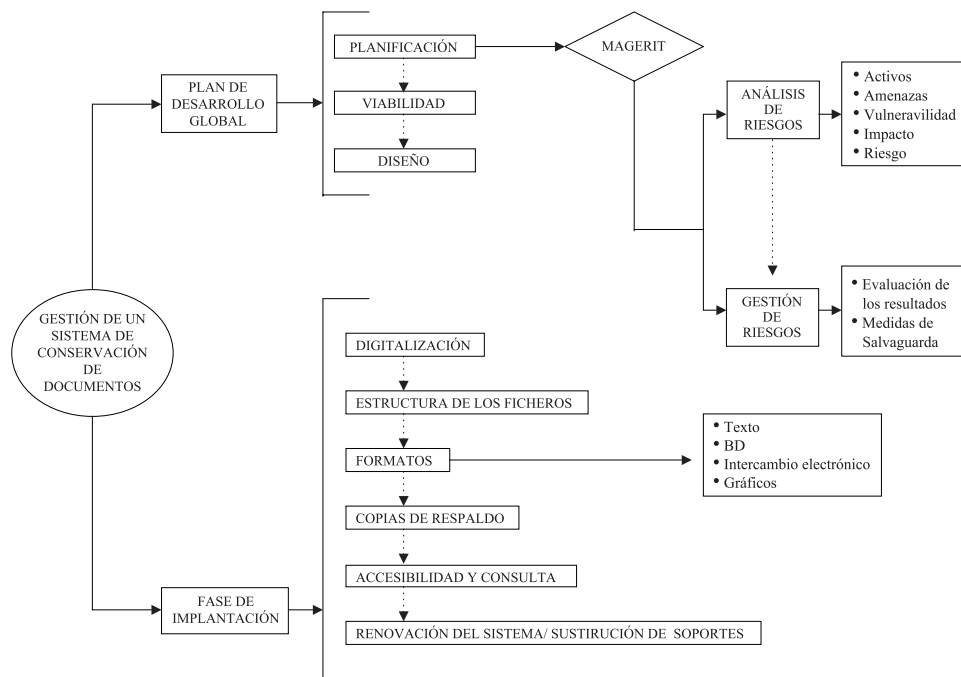 PLANIFICACIÓN
MAGERIT
PLAN DE
DESARROLLO
GLOBAL
VIABILIDAD
DISEÑO
ANÁLISIS
DE
RIESGOS
• Activos
• Amenazas
• Vulneravilidad
• Impacto
• Riesgo
GESTIÓN
DE
RIESGOS
• Evaluación de
los resultados
• Medidas de
Salvaguarda
GESTIÓN DE UN
SISTEMA DE
CONSERVACIÓN
DE
DOCUMENTOS
DIGITALIZACIÓN
ESTRUCTURA DE LOS FICHEROS
FORMATOS
• Texto
• BD
• Intercambio electrónico
• Gráficos
COPIAS DE RESPALDO
ACCESIBILIDAD Y CONSULTA
FASE DE
IMPLANTACIÓN
RENOVACIÓN DEL SISTEMA/ SUSTIRUCIÓN DE SOPORTES